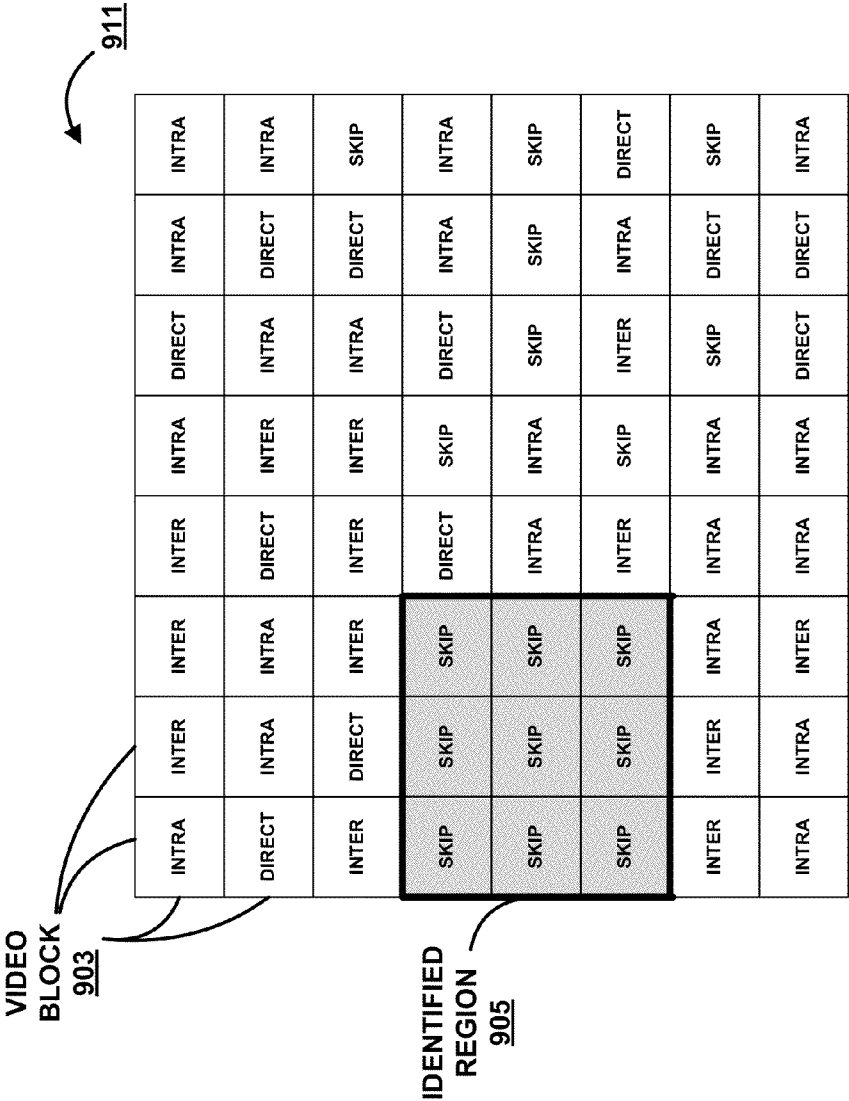 911
VIDEO
BLOCK
903
INTRA INTER INTER INTER INTRA DIRECT INTRA INTRA
DIRECT INTRA INTRA DIRECT INTER INTRA DIRECT INTRA
INTER DIRECT INTER INTER INTER INTRA DIRECT SKIP
SKIP SKIP SKIP DIRECT SKIP DIRECT INTRA INTRA
SKIP SKIP SKIP INTRA INTRA SKIP SKIP SKIP
SKIP SKIP SKIP INTER SKIP INTER INTRA DIRECT
INTER INTER INTRA INTRA INTRA SKIP DIRECT SKIP
INTRA INTRA INTER INTRA INTRA DIRECT DIRECT INTRA
IDENTIFIED
REGION
905